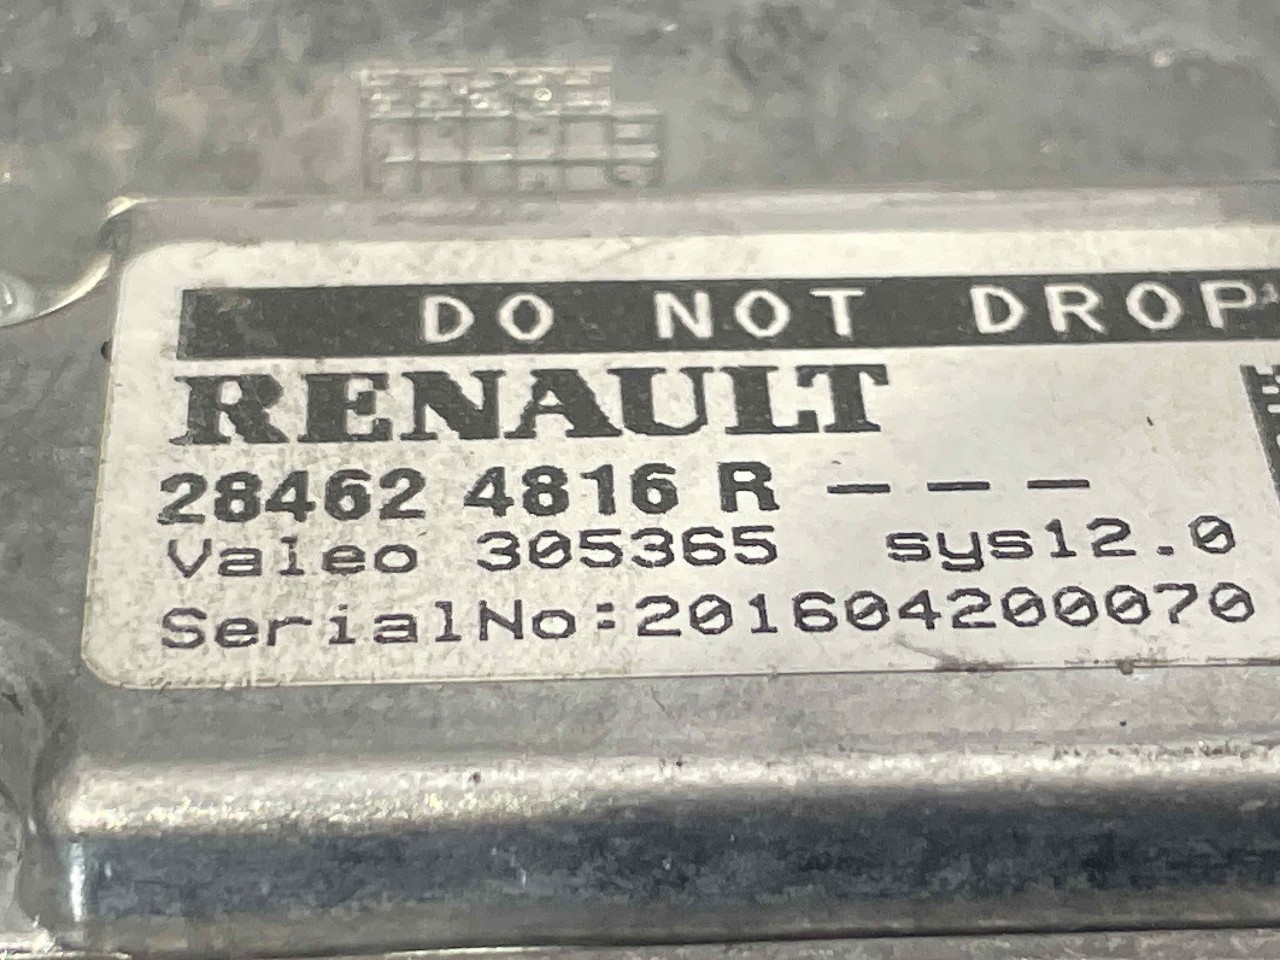 DO NOT DROP
RENAULT
28462 4816 R - - -
Valeo 305365 sys12.0
SerialNo:201604200070